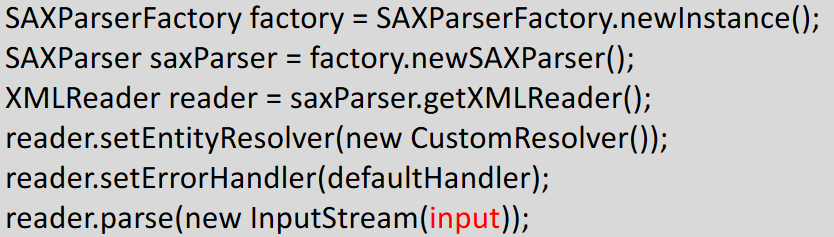 SAXParserFactory factory = SAXParserFactory.newInstance();
SAXParser saxParser = factory.newSAXParser();
XMLReader reader = saxParser.getXMLReader();
reader.setEntityResolver(new CustomResolver());
reader.setErrorHandler(defaultHandler);
reader.parse(new InputStream(input));